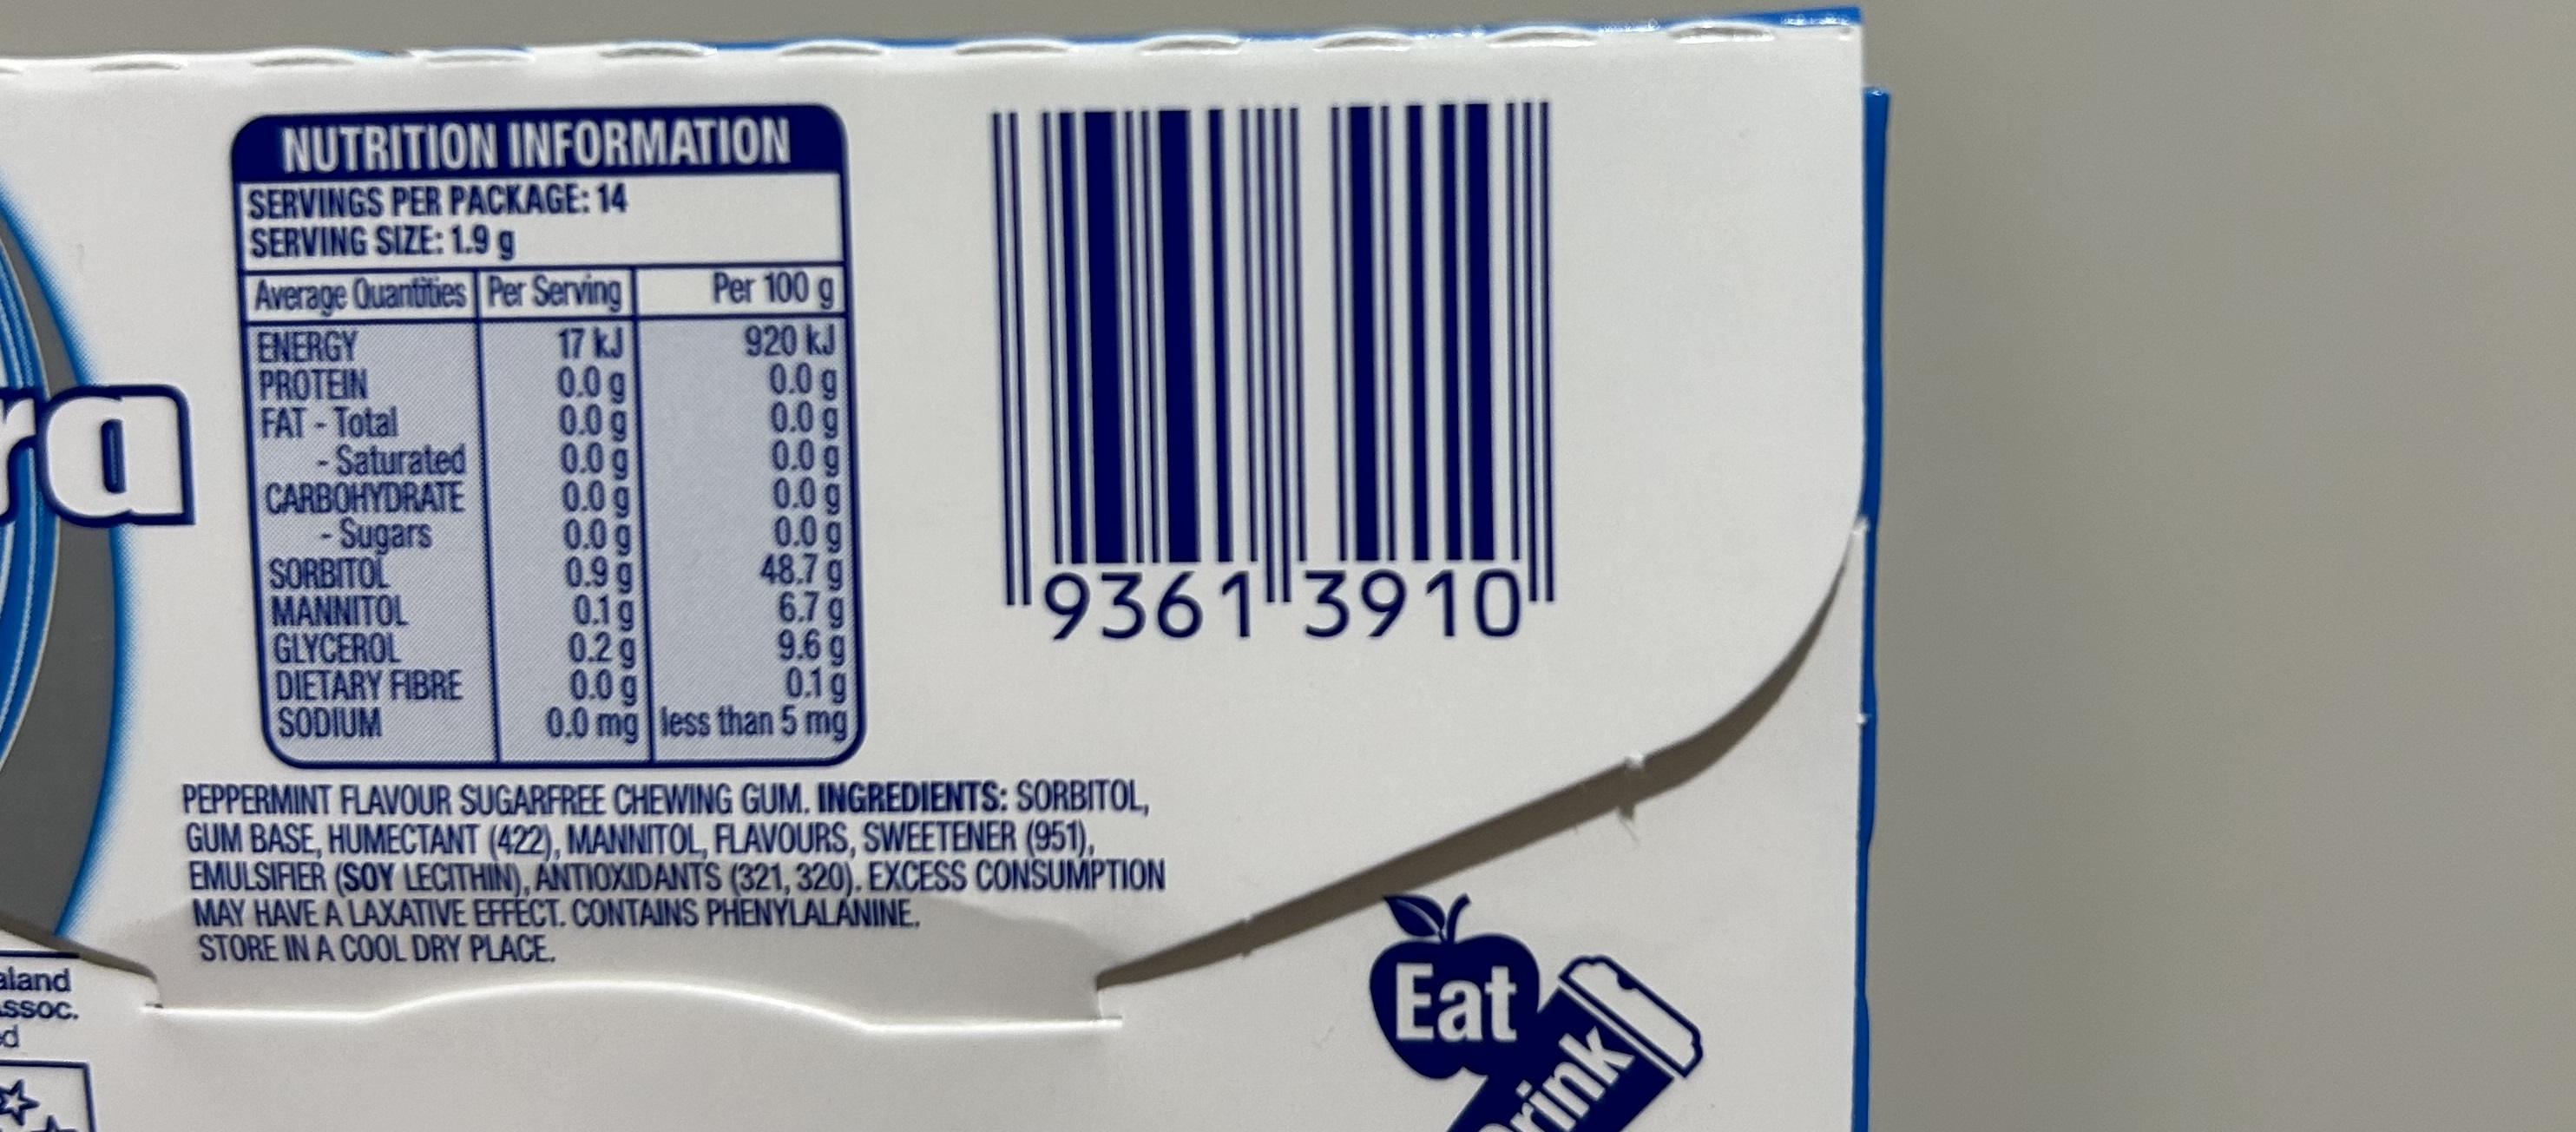 NUTRITION INFORMATION
SERVINGS PER PACKAGE: 14
SERVING SIZE: 1.9 g
Average Quantities Per Serving Per 100 g
ENERGY 17 kJ 920 kJ
PROTEIN 0.0 g 0.0 g
FAT - Total 0.0 g 0.0 g
- Saturated 0.0 g 0.0 g
CARBOHYDRATE 0.0 g 0.0 g
- Sugars 0.0 g 0.0 g
SORBITOL 0.9 g 48.7 g
MANNITOL 0.1 g 6.7 g
GLYCEROL 0.2 g 9.6 g
DIETARY FIBRE 0.0 g 0.1 g
SODIUM 0.0 mg less than 5 mg
9361 3910
PEPPERMINT FLAVOUR SUGARFREE CHEWING GUM. INGREDIENTS: SORBITOL,
GUM BASE, HUMECTANT (422), MANNITOL, FLAVOURS, SWEETENER (951),
EMULSIFIER (SOY LECITHIN), ANTIOXIDANTS (321, 320). EXCESS CONSUMPTION
MAY HAVE A LAXATIVE EFFECT. CONTAINS PHENYLALANINE.
STORE IN A COOL DRY PLACE.
ra
aland
ssoc.
d
Eat
rink